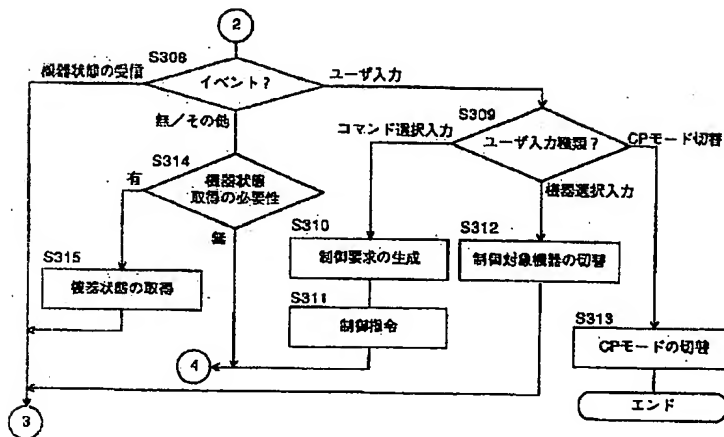 2
S308
機器状態の受信
イベント?
ユーザ入力
無/その他
S309
コマンド選択入力
ユーザ入力種類?
CPモード切替
S314
有
機器状態
取得の必要性
無
機器選択入力
S310
制御要求の生成
S312
制御対象機器の切替
S315
機器状態の取得
S311
制御指令
S313
CPモードの切替
4
エンド
3